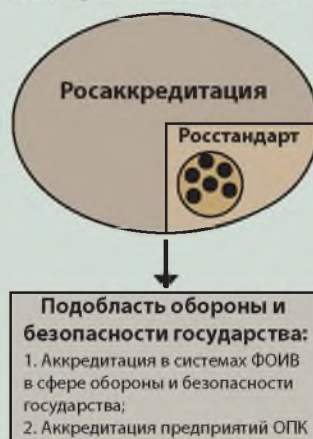 Росаккредитация
Росстандарт
Подобласть обороны и
безопасности государства:
1. Аккредитация в системах ФОИВ
в сфере обороны и безопасности
государства;
2. Аккредитация предприятий ОПК